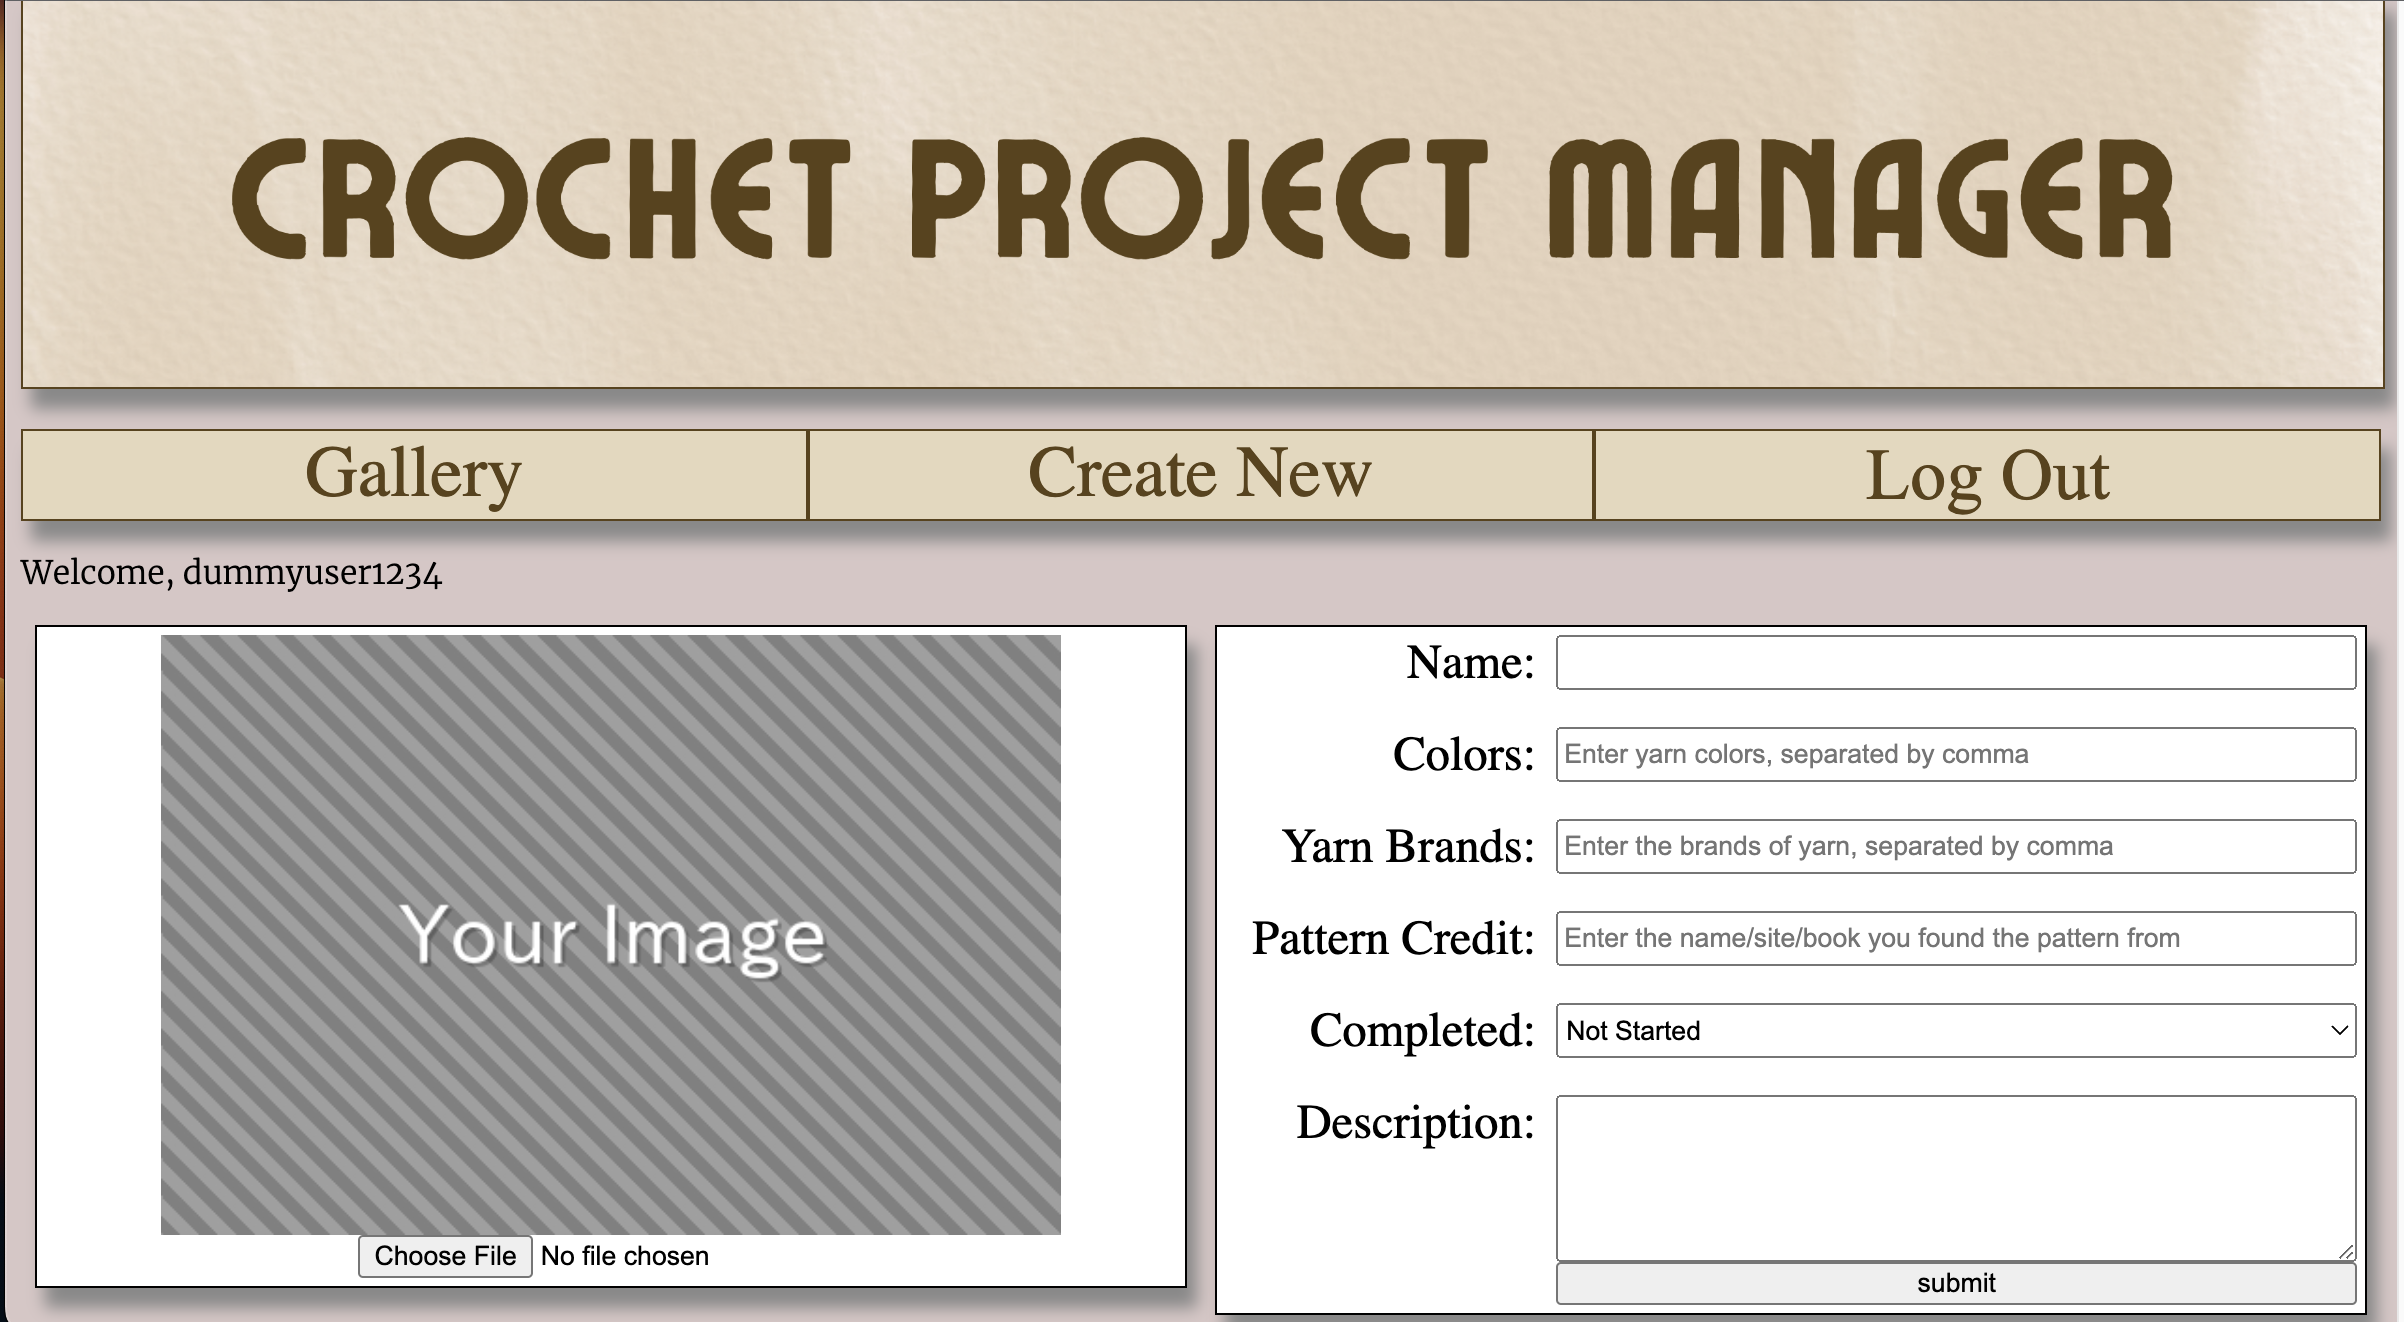 CROCHET PROJECT MANAGER
Gallery Create New Log Out
Welcome, dummyuser1234
Your Image
Choose File No file chosen
Name:
Colors: Enter yarn colors, separated by comma
Yarn Brands: Enter the brands of yarn, separated by comma
Pattern Credit: Enter the name/site/book you found the pattern from
Completed: Not Started
Description:
submit